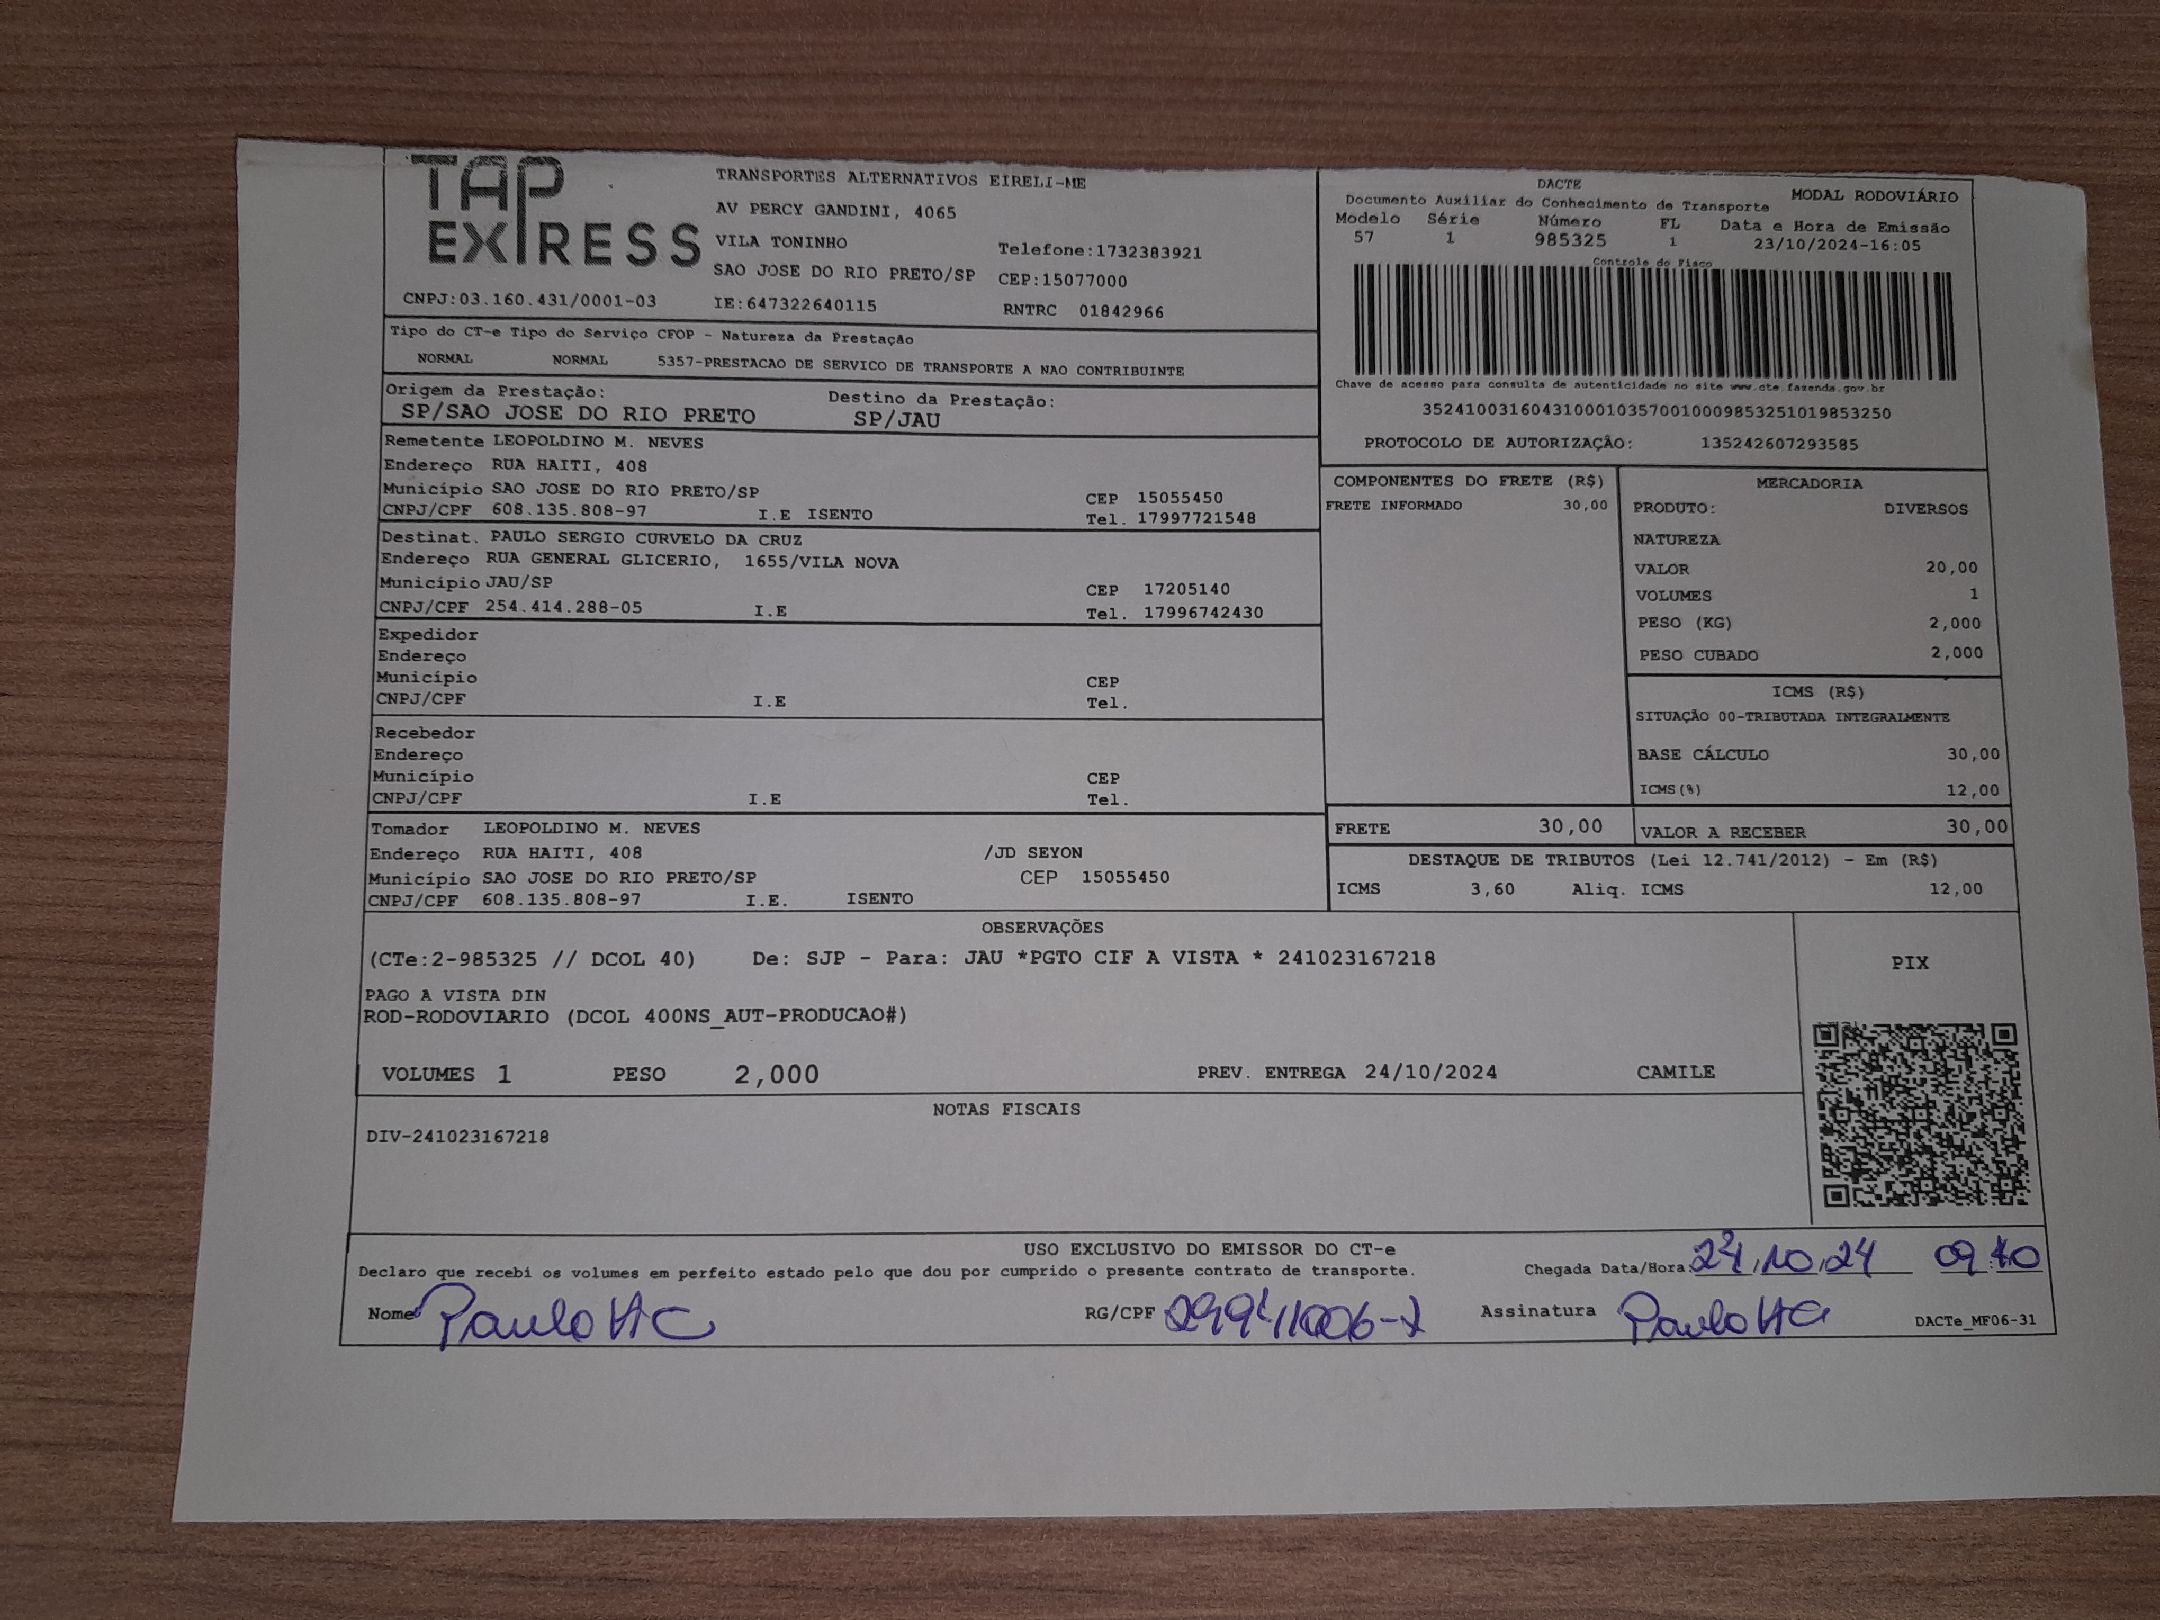 TAP EXPRESS
TRANSPORTES ALTERNATIVOS EIRELI-ME
AV PERCY GANDINI, 4065
VILA TONINHO
Telefone:1732383921
SAO JOSE DO RIO PRETO/SP CEP:15077000
CNPJ:03.160.431/0001-03 IE:647322640115 RNTRC 01842966
DACTE
Documento Auxiliar do Conhecimento de Transporte MODAL RODOVIÁRIO
Modelo Série Número FL Data e Hora de Emissão
57 1 985325 1 23/10/2024-16:05
Controle do Fisco
Chave de acesso para consulta de autenticidade no site www.cte.fazenda.gov.br
35241003160431000103570010009853251019853250
PROTOCOLO DE AUTORIZAÇÃO: 135242607293585
Tipo do CT-e Tipo do Serviço CFOP - Natureza da Prestação
NORMAL NORMAL 5357-PRESTACAO DE SERVICO DE TRANSPORTE A NAO CONTRIBUINTE
Origem da Prestação: Destino da Prestação:
SP/SAO JOSE DO RIO PRETO SP/JAU
Remetente LEOPOLDINO M. NEVES
Endereço RUA HAITI, 408
Município SAO JOSE DO RIO PRETO/SP CEP 15055450
CNPJ/CPF 608.135.808-97 I.E ISENTO Tel. 17997721548
Destinat. PAULO SERGIO CURVELO DA CRUZ
Endereço RUA GENERAL GLICERIO, 1655/VILA NOVA
Município JAU/SP CEP 17205140
CNPJ/CPF 254.414.288-05 I.E Tel. 17996742430
Expedidor
Endereço
Município CEP
CNPJ/CPF I.E Tel.
Recebedor
Endereço
Município CEP
CNPJ/CPF I.E Tel.
Tomador LEOPOLDINO M. NEVES
Endereço RUA HAITI, 408 /JD SEYON
Município SAO JOSE DO RIO PRETO/SP CEP 15055450
CNPJ/CPF 608.135.808-97 I.E. ISENTO
COMPONENTES DO FRETE (R$)
FRETE INFORMADO 30,00
MERCADORIA
PRODUTO: DIVERSOS
NATUREZA
VALOR 20,00
VOLUMES 1
PESO (KG) 2,000
PESO CUBADO 2,000
ICMS (R$)
SITUAÇÃO 00-TRIBUTADA INTEGRALMENTE
BASE CÁLCULO 30,00
ICMS(%) 12,00
FRETE 30,00 VALOR A RECEBER 30,00
DESTAQUE DE TRIBUTOS (Lei 12.741/2012) - Em (R$)
ICMS 3,60 Aliq. ICMS 12,00
OBSERVAÇÕES
(CTe:2-985325 // DCOL 40) De: SJP - Para: JAU *PGTO CIF A VISTA * 241023167218
PAGO A VISTA DIN
ROD-RODOVIARIO (DCOL 400NS_AUT-PRODUCAO#)
VOLUMES 1 PESO 2,000 PREV. ENTREGA 24/10/2024 CAMILE
PIX
NOTAS FISCAIS
DIV-241023167218
USO EXCLUSIVO DO EMISSOR DO CT-e
Declaro que recebi os volumes em perfeito estado pelo que dou por cumprido o presente contrato de transporte. Chegada Data/Hora: 24/10/24 09:40
Nome Paulo RG/CPF Assinatura Paulo DACTe_MF06-31